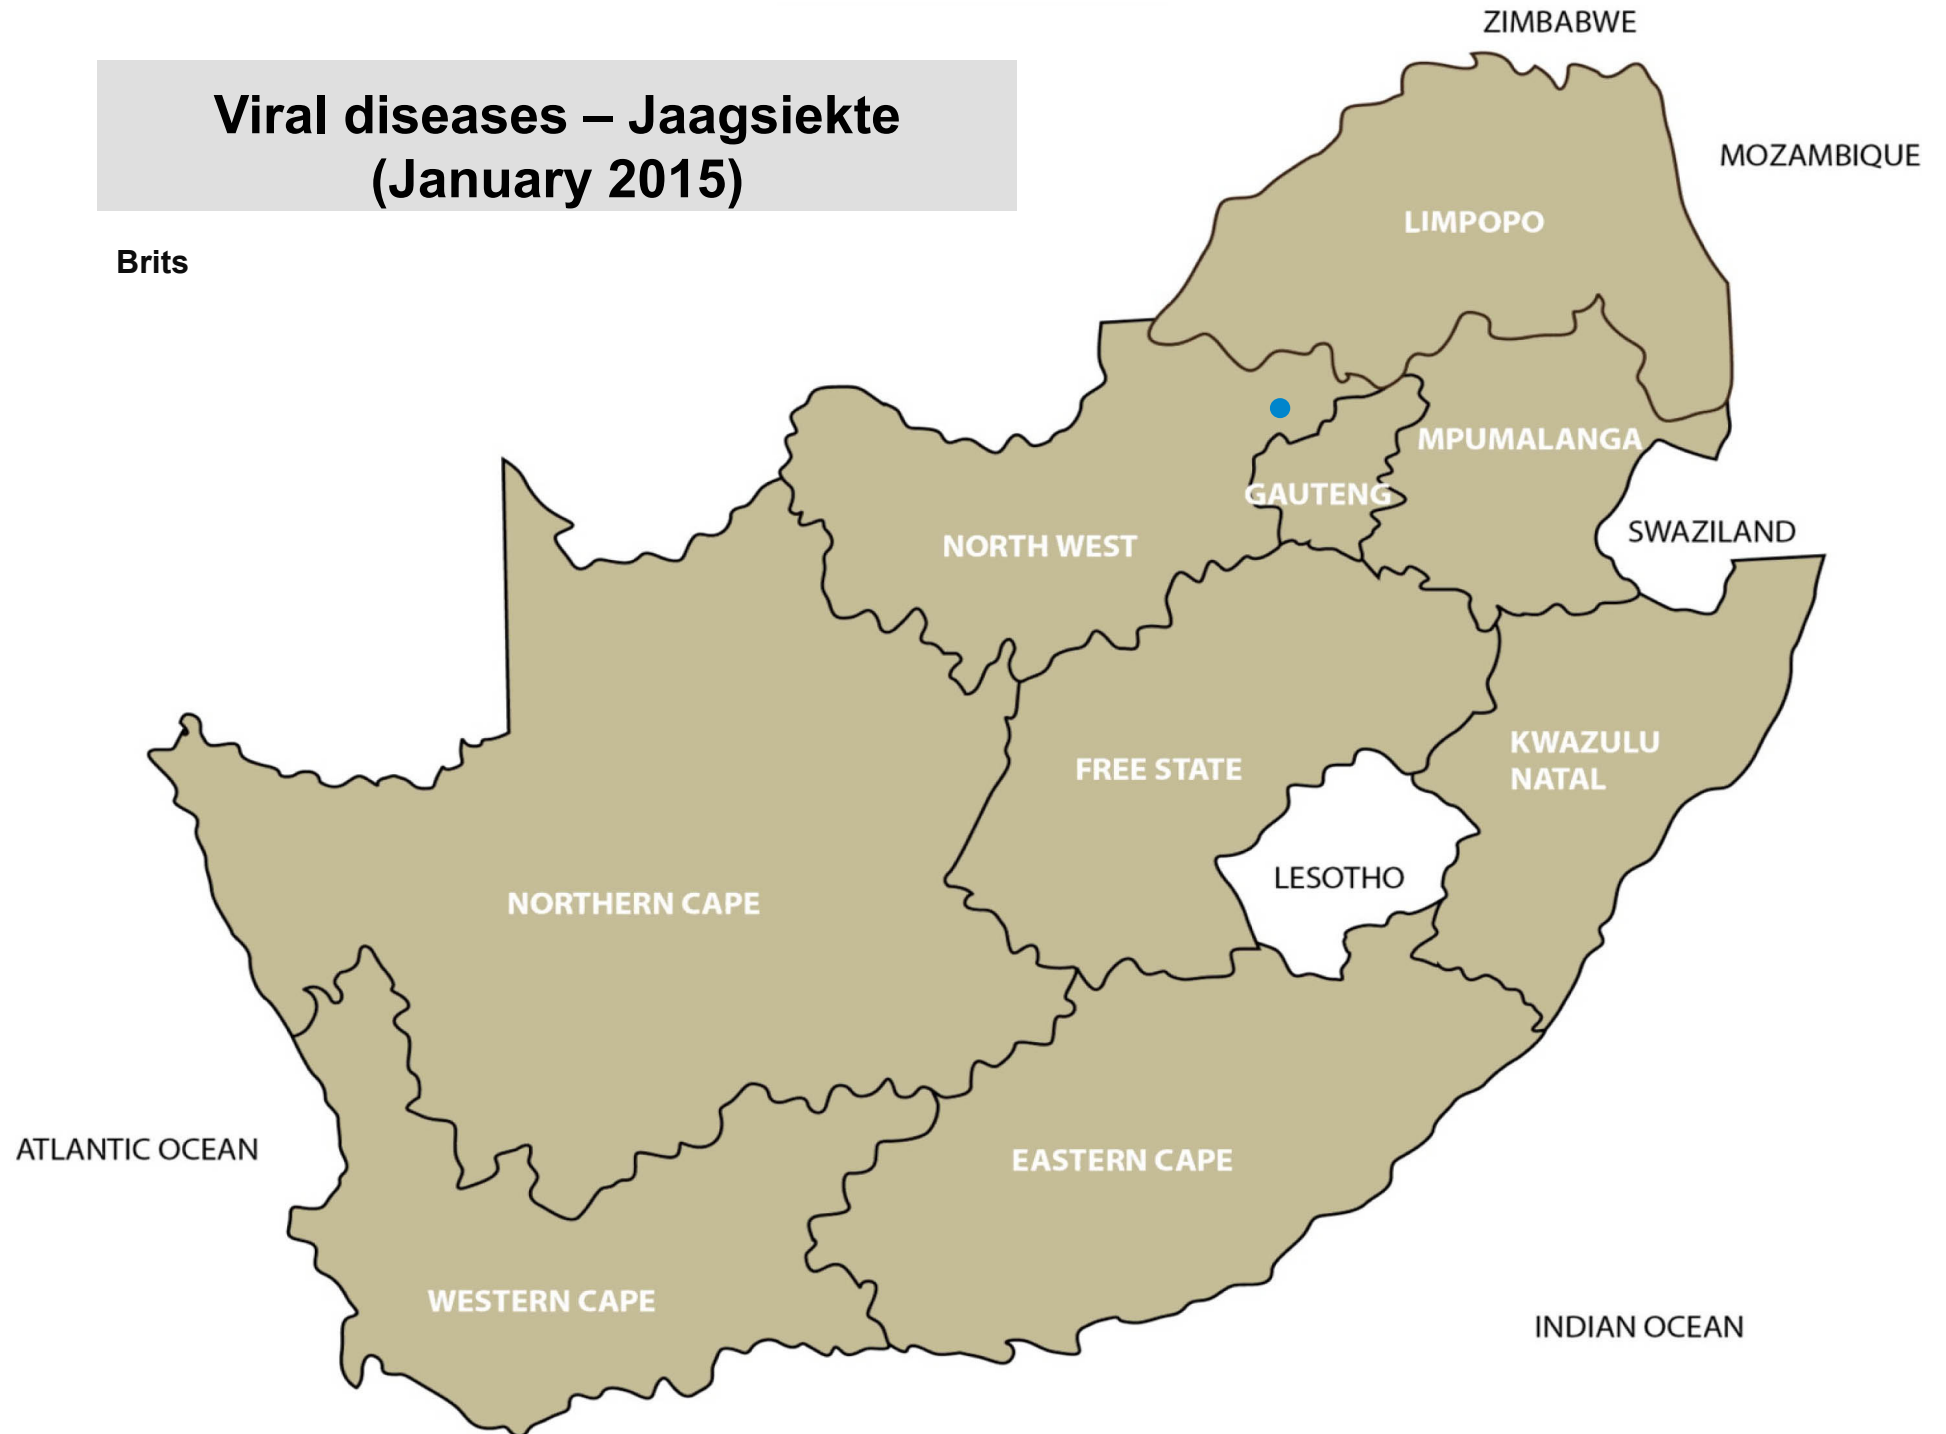 ZIMBABWE
Viral diseases – Jaagsiekte
(January 2015)
MOZAMBIQUE
LIMPOPO
Brits
MPUMALANGA
GAUTENG
SWAZILAND
NORTH WEST
KWAZULU
NATAL
FREE STATE
LESOTHO
NORTHERN CAPE
ATLANTIC OCEAN
EASTERN CAPE
WESTERN CAPE
INDIAN OCEAN